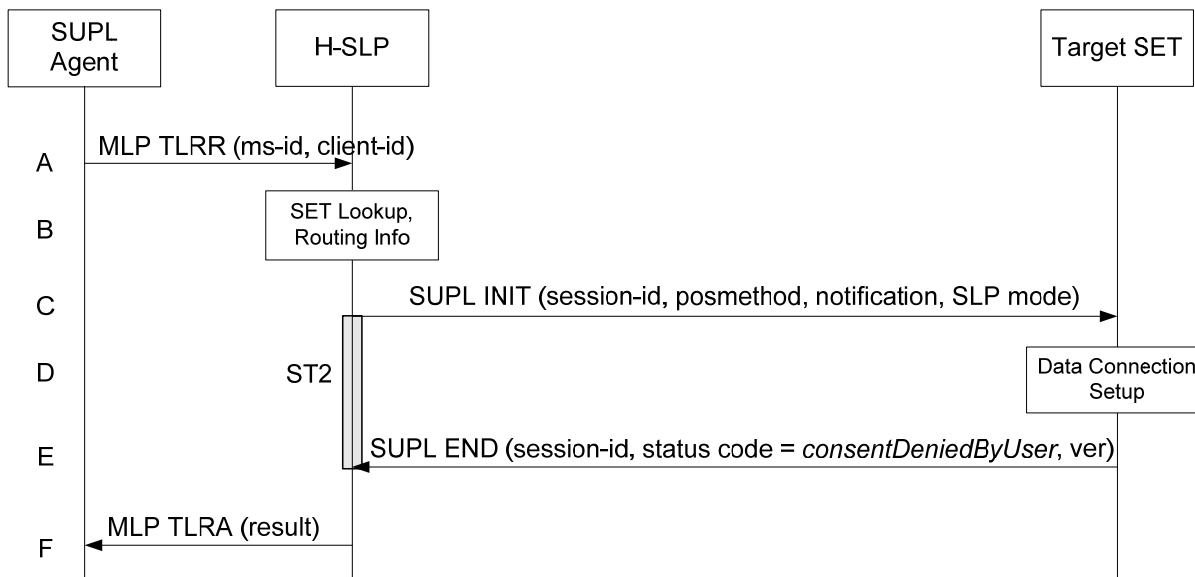 SUPL
Agent
H-SLP
Target SET
A
MLP TLRR (ms-id, client-id)
B
SET Lookup,
Routing Info
C
SUPL INIT (session-id, posmethod, notification, SLP mode)
D
ST2
Data Connection
Setup
E
SUPL END (session-id, status code = consentDeniedByUser, ver)
F
MLP TLRA (result)